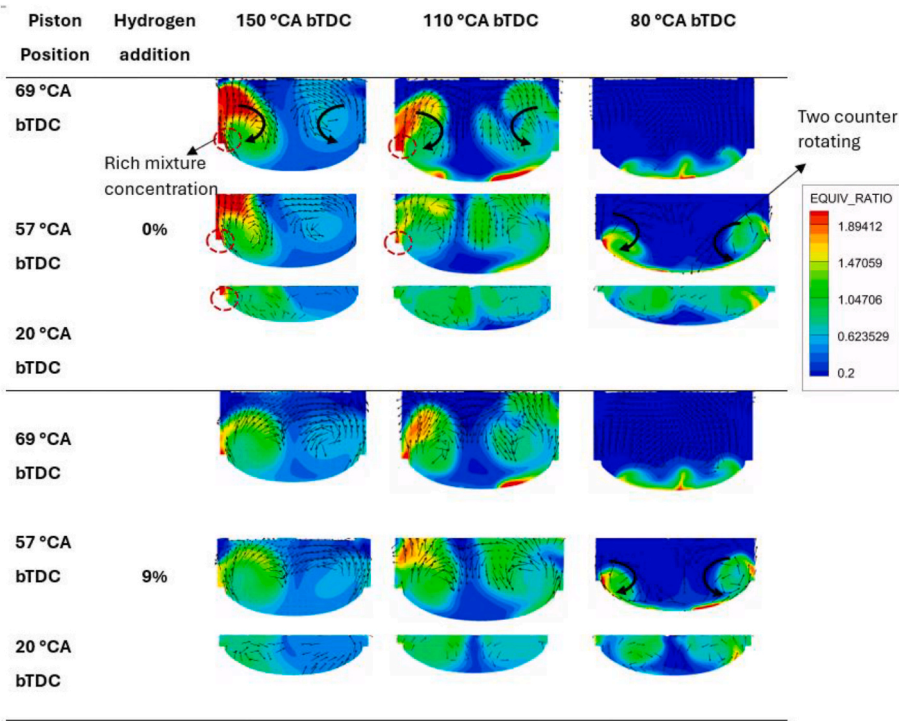 Piston Hydrogen 150 °CA bTDC 110 °CA bTDC 80 °CA bTDC
Position addition
69 °CA
bTDC
Two counter
rotating
Rich mixture
concentration
EQUIV_RATIO
1.89412
57 °CA 0%
bTDC
1.47059
1.04706
20 °CA
bTDC
0.623529
0.2
69 °CA
bTDC
57 °CA
bTDC 9%
20 °CA
bTDC